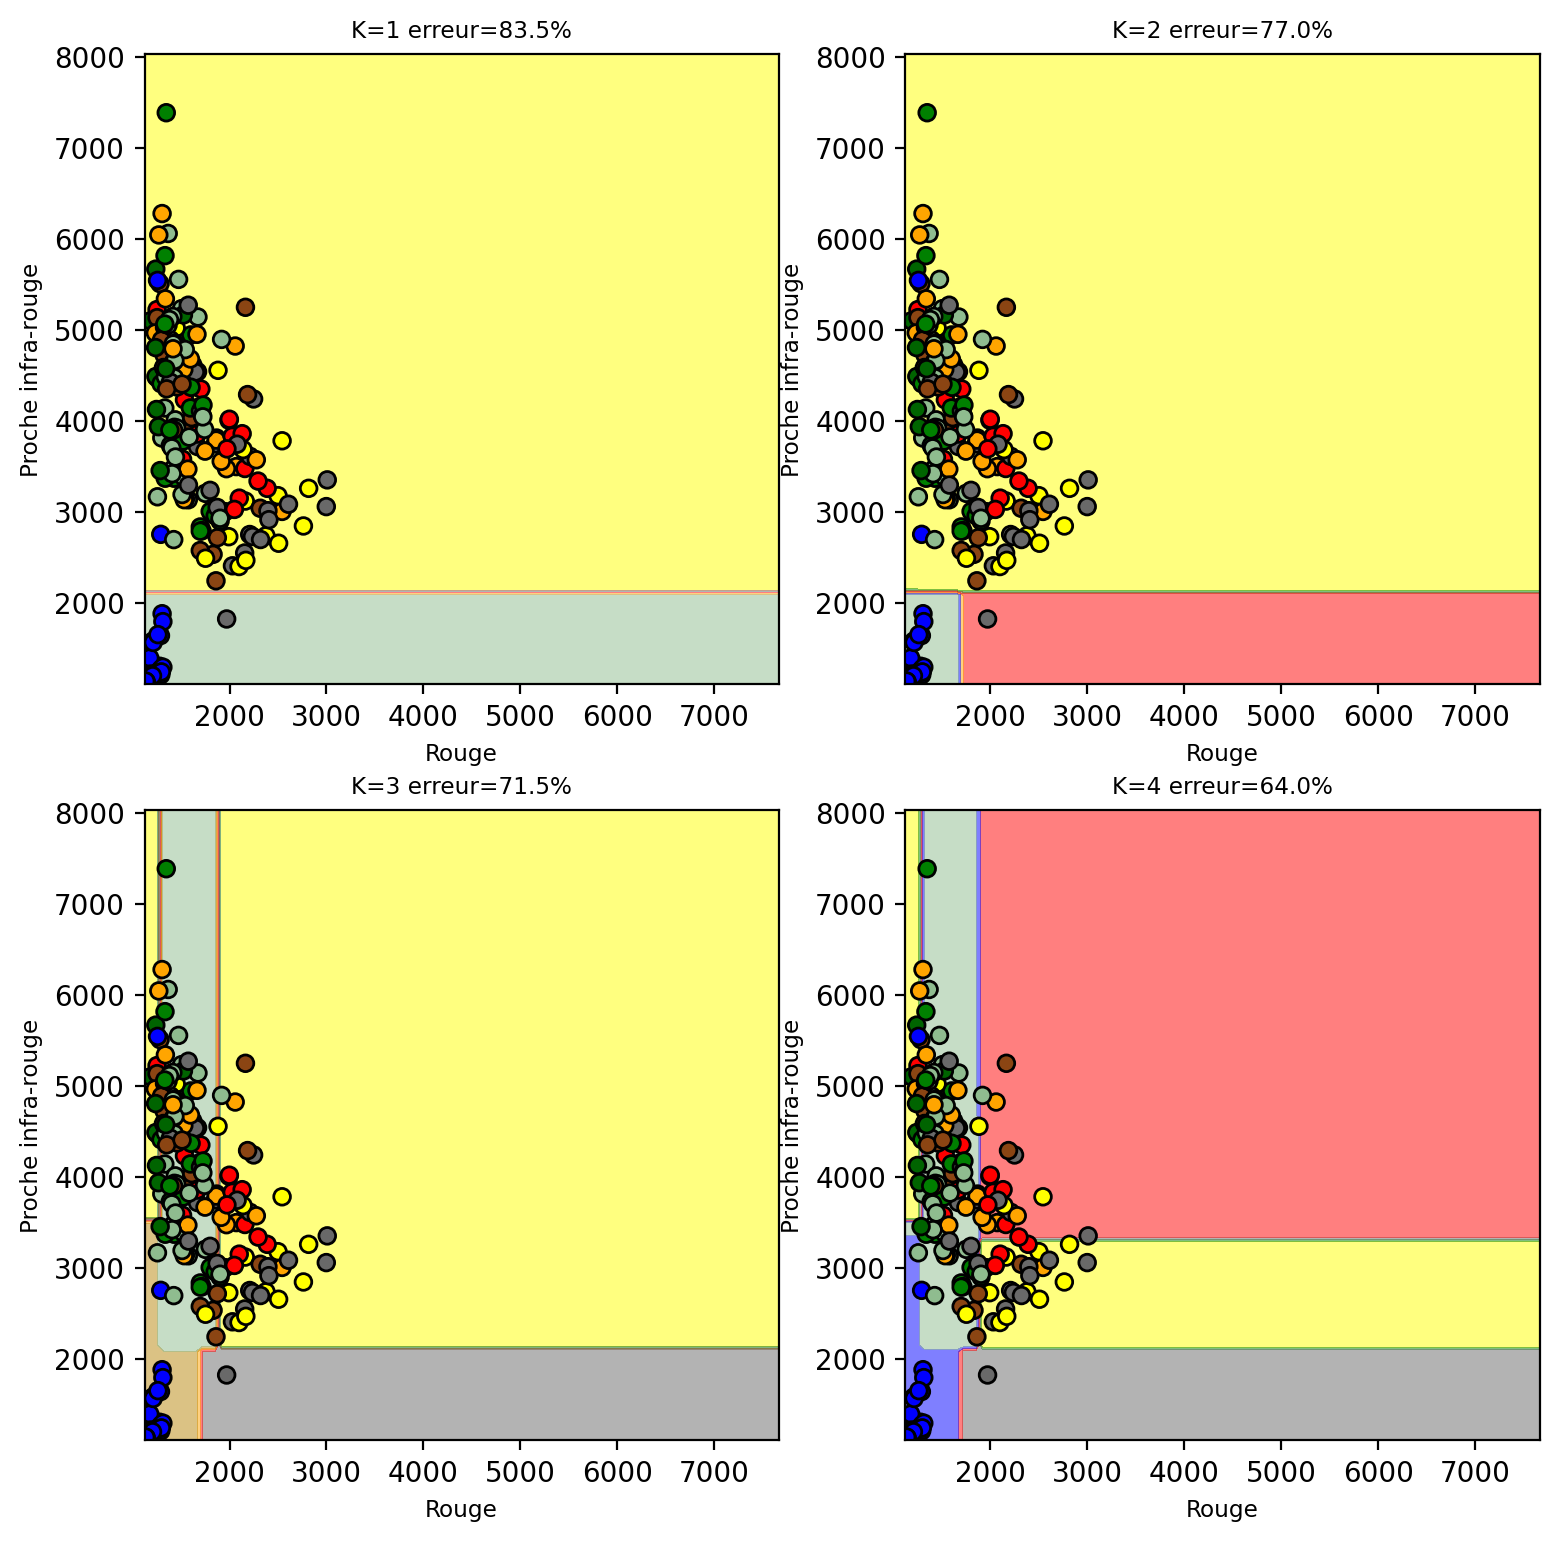 K=1 erreur=83.5%
8000
7000
6000
5000
4000
3000
2000
Proche infra-rouge
2000 3000 4000 5000 6000 7000
Rouge
K=2 erreur=77.0%
8000
7000
6000
5000
4000
3000
2000
Proche infra-rouge
2000 3000 4000 5000 6000 7000
Rouge
K=3 erreur=71.5%
8000
7000
6000
5000
4000
3000
2000
Proche infra-rouge
2000 3000 4000 5000 6000 7000
Rouge
K=4 erreur=64.0%
8000
7000
6000
5000
4000
3000
2000
Proche infra-rouge
2000 3000 4000 5000 6000 7000
Rouge